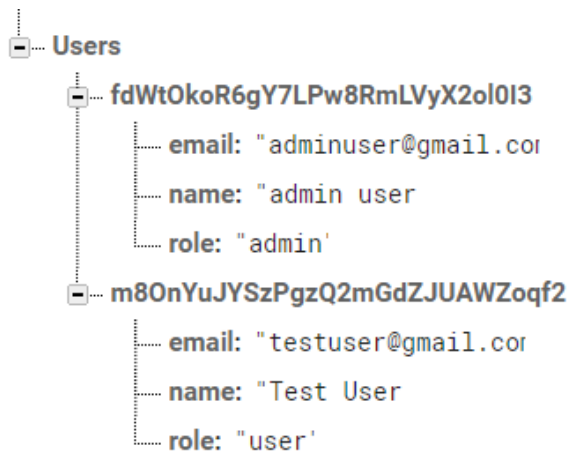 Users
fdWtOkoR6gY7LPw8RmLVyX2ol0I3
email: "adminuser@gmail.cor
name: "admin user
role: "admin'
m8OnYuJYSzPgzQ2mGdZJUAWZoqf2
email: "testuser@gmail.cor
name: "Test User
role: "user'